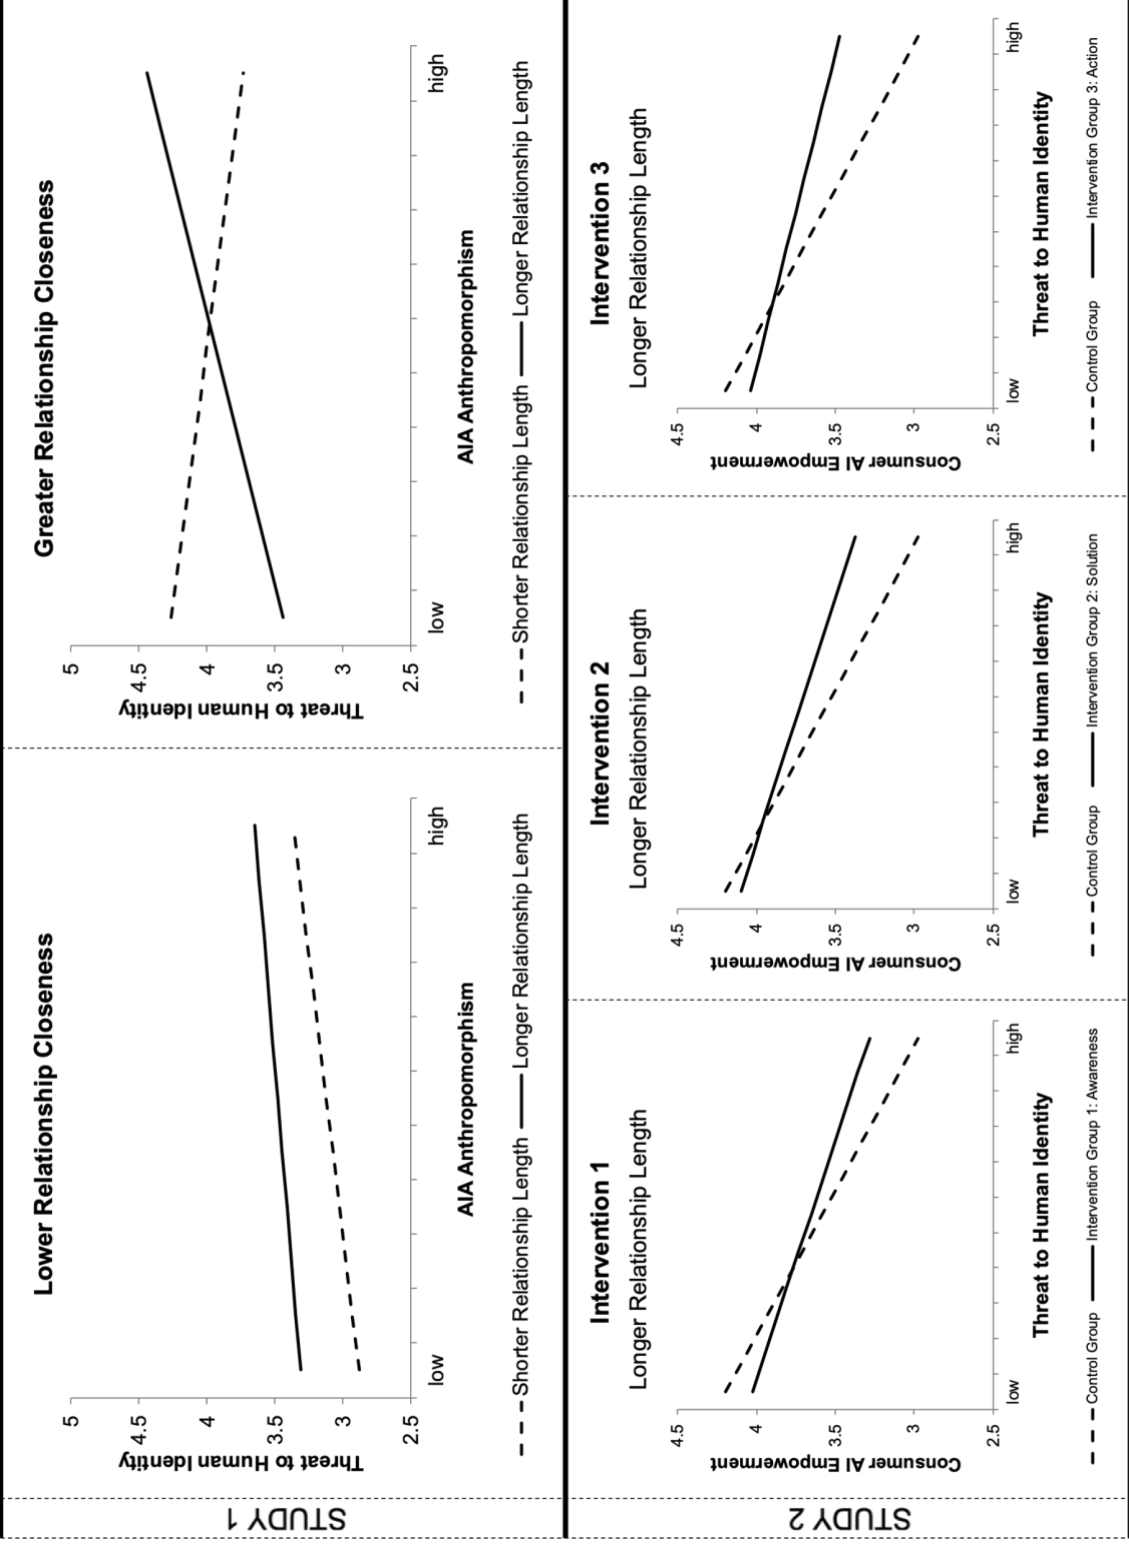 STUDY 1
Lower Relationship Closeness
Threat to Human Identity
5
4.5
4
3.5
3
2.5
low
high
AIA Anthropomorphism
Shorter Relationship Length
Longer Relationship Length
Greater Relationship Closeness
Threat to Human Identity
5
4.5
4
3.5
3
2.5
low
high
AIA Anthropomorphism
Shorter Relationship Length
Longer Relationship Length
STUDY 2
Intervention 1
Longer Relationship Length
Consumer AI Empowerment
4.5
4
3.5
3
2.5
low
high
Threat to Human Identity
Control Group
Intervention Group 1: Awareness
Intervention 2
Longer Relationship Length
Consumer AI Empowerment
4.5
4
3.5
3
2.5
low
high
Threat to Human Identity
Control Group
Intervention Group 2: Solution
Intervention 3
Longer Relationship Length
Consumer AI Empowerment
4.5
4
3.5
3
2.5
low
high
Threat to Human Identity
Control Group
Intervention Group 3: Action